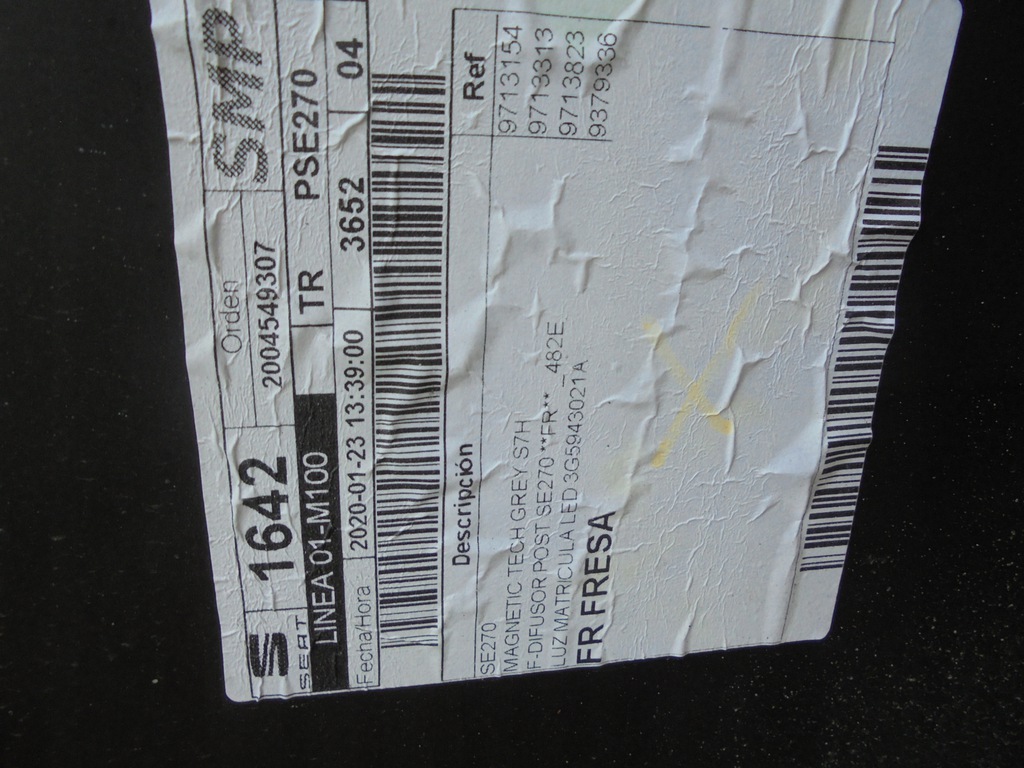 S 1642 Orden SMP
SEAT 2004549307
LINEA 01-M100 TR PSE270
Fecha/Hora 2020-01-23 13:39:00 3652 04
Descripción Ref
SE270 9713154
MAGNETIC TECH GREY S7H 9713313
F-DIFUSOR POST SE270 **FR** _482E 9713823
LUZ MATRICULA LED 3G5943021A 9379336
FR FRESA